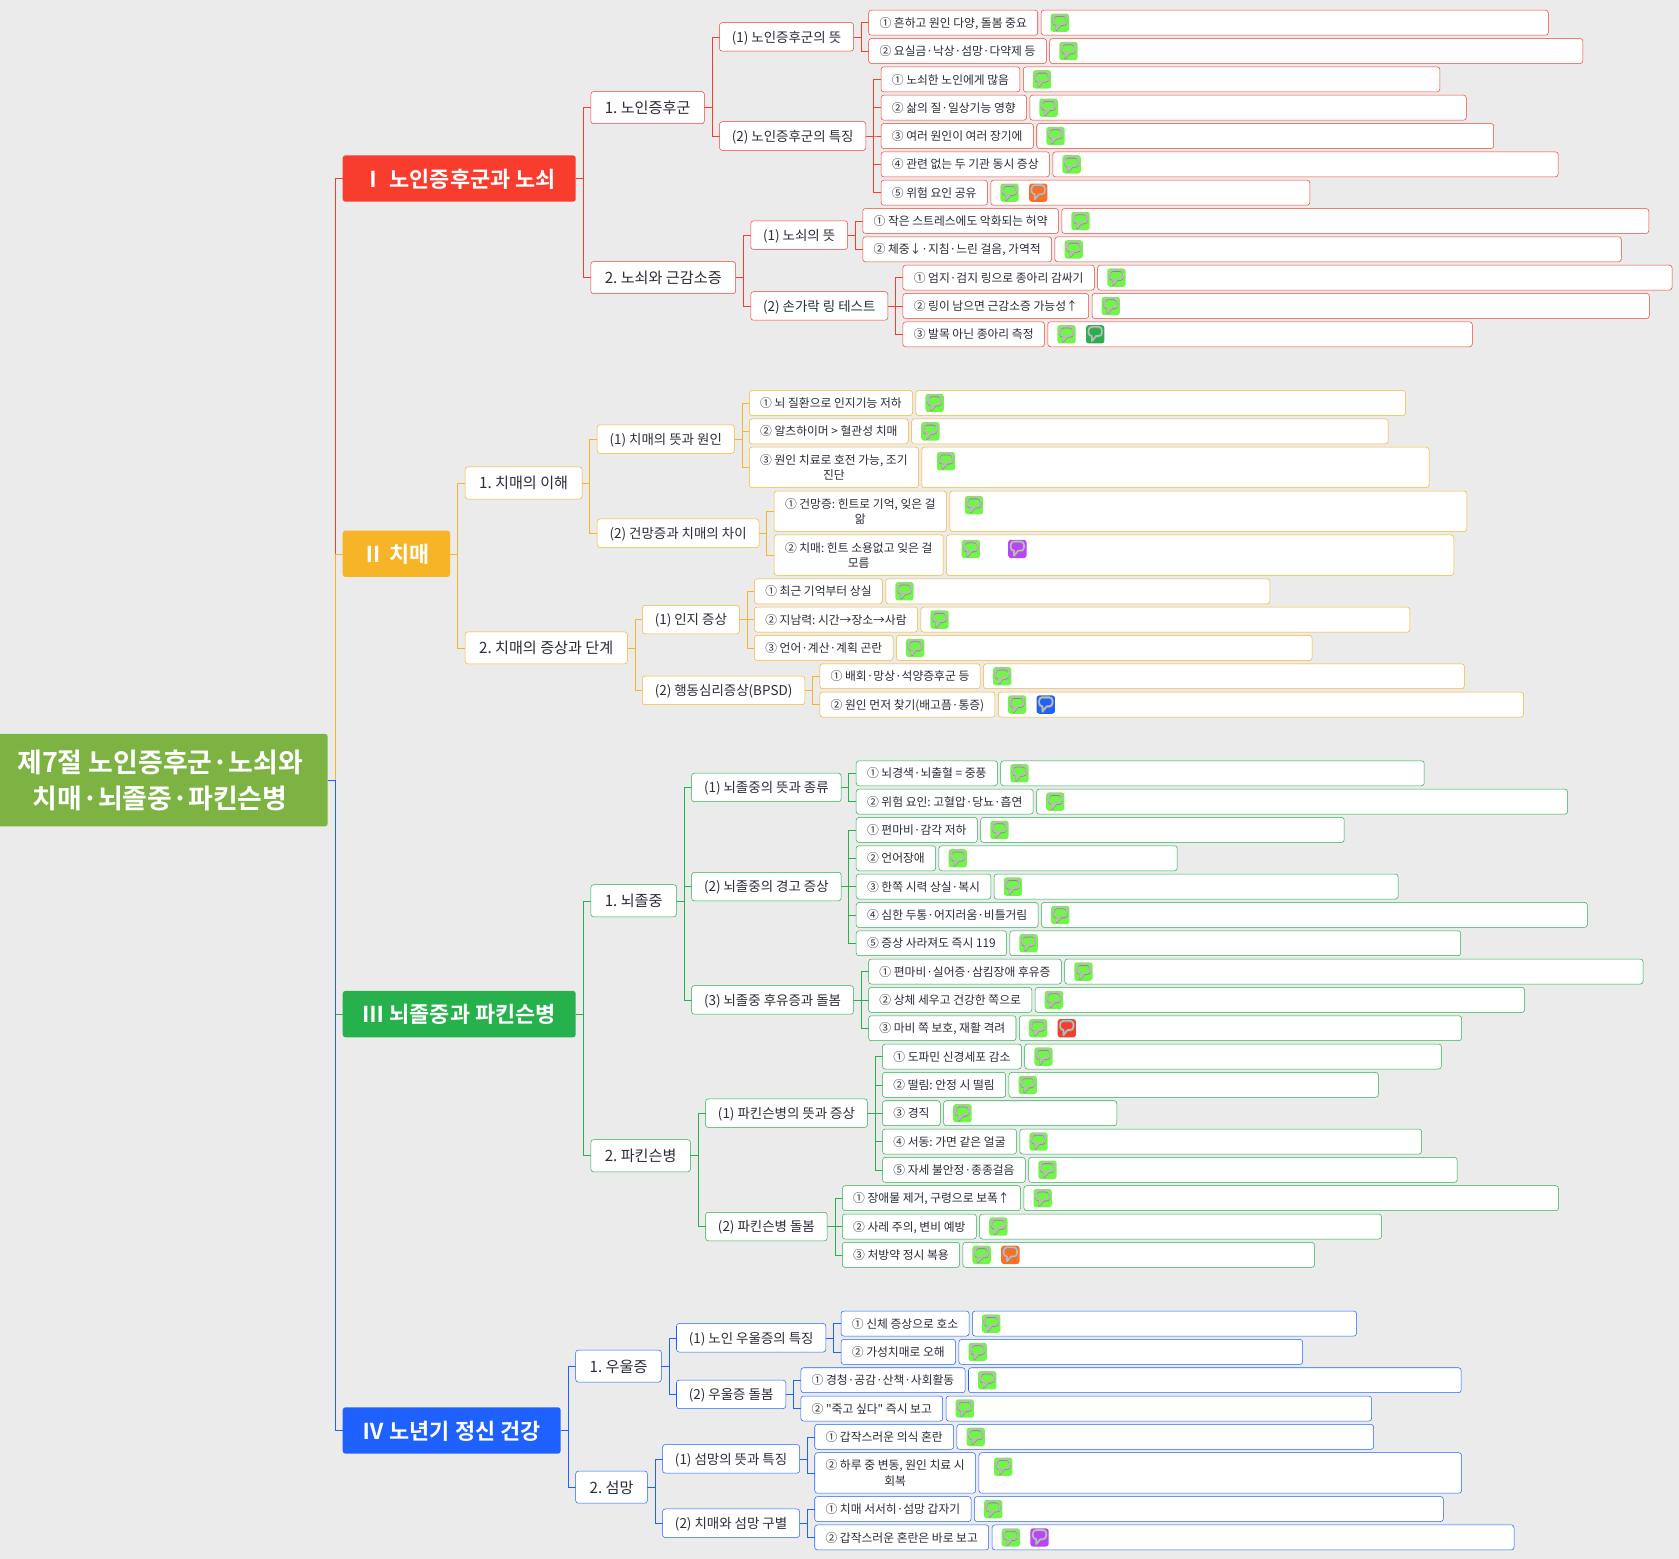 제7절 노인증후군·노쇠와
치매·뇌졸중·파킨슨병
Ⅰ 노인증후군과 노쇠
1. 노인증후군
(1) 노인증후군의 뜻
① 흔하고 원인 다양, 돌봄 중요
② 요실금·낙상·섬망·다약제 등
(2) 노인증후군의 특징
① 노쇠한 노인에게 많음
② 삶의 질·일상기능 영향
③ 여러 원인이 여러 장기에
④ 관련 없는 두 기관 동시 증상
⑤ 위험 요인 공유
2. 노쇠와 근감소증
(1) 노쇠의 뜻
① 작은 스트레스에도 악화되는 허약
② 체중↓·지침·느린 걸음, 가역적
(2) 손가락 링 테스트
① 엄지·검지 링으로 종아리 감싸기
② 링이 남으면 근감소증 가능성↑
③ 발목 아닌 종아리 측정
Ⅱ 치매
1. 치매의 이해
(1) 치매의 뜻과 원인
① 뇌 질환으로 인지기능 저하
② 알츠하이머 > 혈관성 치매
③ 원인 치료로 호전 가능, 조기
진단
(2) 건망증과 치매의 차이
① 건망증: 힌트로 기억, 잊은 걸
앎
② 치매: 힌트 소용없고 잊은 걸
모름
2. 치매의 증상과 단계
(1) 인지 증상
① 최근 기억부터 상실
② 지남력: 시간→장소→사람
③ 언어·계산·계획 곤란
(2) 행동심리증상(BPSD)
① 배회·망상·석양증후군 등
② 원인 먼저 찾기(배고픔·통증)
Ⅲ 뇌졸중과 파킨슨병
1. 뇌졸중
(1) 뇌졸중의 뜻과 종류
① 뇌경색·뇌출혈 = 중풍
② 위험 요인: 고혈압·당뇨·흡연
(2) 뇌졸중의 경고 증상
① 편마비·감각 저하
② 언어장애
③ 한쪽 시력 상실·복시
④ 심한 두통·어지러움·비틀거림
⑤ 증상 사라져도 즉시 119
(3) 뇌졸중 후유증과 돌봄
① 편마비·실어증·삼킴장애 후유증
② 상체 세우고 건강한 쪽으로
③ 마비 쪽 보호, 재활 격려
2. 파킨슨병
(1) 파킨슨병의 뜻과 증상
① 도파민 신경세포 감소
② 떨림: 안정 시 떨림
③ 경직
④ 서동: 가면 같은 얼굴
⑤ 자세 불안정·종종걸음
(2) 파킨슨병 돌봄
① 장애물 제거, 구령으로 보폭↑
② 사레 주의, 변비 예방
③ 처방약 정시 복용
Ⅳ 노년기 정신 건강
1. 우울증
(1) 노인 우울증의 특징
① 신체 증상으로 호소
② 가성치매로 오해
(2) 우울증 돌봄
① 경청·공감·산책·사회활동
② "죽고 싶다" 즉시 보고
2. 섬망
(1) 섬망의 뜻과 특징
① 갑작스러운 의식 혼란
② 하루 중 변동, 원인 치료 시
회복
(2) 치매와 섬망 구별
① 치매 서서히·섬망 갑자기
② 갑작스러운 혼란은 바로 보고